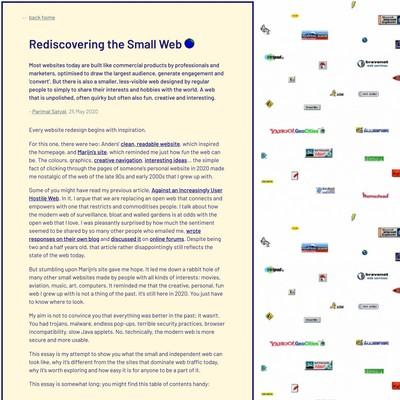 ← back home
Rediscovering the Small Web
Most websites today are built like commercial products by professionals and
marketers, optimised to draw the largest audience, generate engagement and
'convert'. But there is also a smaller, less-visible web designed by regular
people to simply to share their interests and hobbies with the world. A web
that is unpolished, often quirky but often also fun, creative and interesting.
- Parimal Satyal, 25 May 2020
Every website redesign begins with inspiration.
For this one, there were two: Anders' clean, readable website, which inspired
the homepage, and Marijn's site, which reminded me just how fun the web can
be. The colours, graphics, creative navigation, interesting ideas... the simple
fact of clicking through the pages of someone's personal website in 2020 made
me nostalgic of the web of the late 90s and early 2000s that I grew up with.
Some of you might have read my previous article, Against an Increasingly User
Hostile Web. In it, I argue that we are replacing an open web that connects and
empowers with one that restricts and commoditises people. I talk about how
the modern web of surveillance, bloat and walled gardens is at odds with the
open web that I love. I was pleasantly surprised by how much the sentiment
seemed to be shared by so many other people who emailed me, wrote
responses on their own blog and discussed it on online forums. Despite being
two and a half years old, that article rather disappointingly still reflects the
state of the web today.
But stumbling upon Marijn's site gave me hope. It led me down a rabbit hole of
many other small websites made by people with all kinds of interests: movies,
aviation, music, art, computers. It reminded me that the creative, personal, fun
web I grew up with is not a thing of the past. It's still here in 2020. You just have
to know where to look.
My aim is not to convince you that everything was better in the past; it wasn't.
You had trojans, malware, endless pop-ups, terrible security practices, browser
incompatibility, slow Java applets. No, technically, the modern web is more
secure and more usable.
This essay is my attempt to show you what the small and independent web can
look like, why it's different from the the sites that dominate web traffic today,
why it's worth exploring and how easy it is for anyone to be a part of it.
This essay is somewhat long; you might find this table of contents handy:
bravenet
YAHOO! GeoCities
Homestead
bravenet
YAHOO! GeoCities